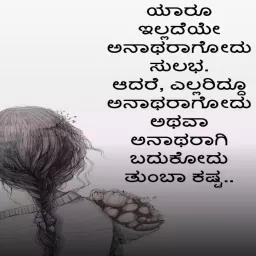 ಯಾರೂ
ಇಲ್ಲದೆಯೇ
ಅನಾಥರಾಗೋದು
ಸುಲಭ.
ಆದರೆ, ಎಲ್ಲರಿದ್ದೂ
ಅನಾಥರಾಗೋದು
ಅಥವಾ
ಅನಾಥರಾಗಿ
ಬದುಕೋದು
ತುಂಬಾ ಕಷ್ಟ..